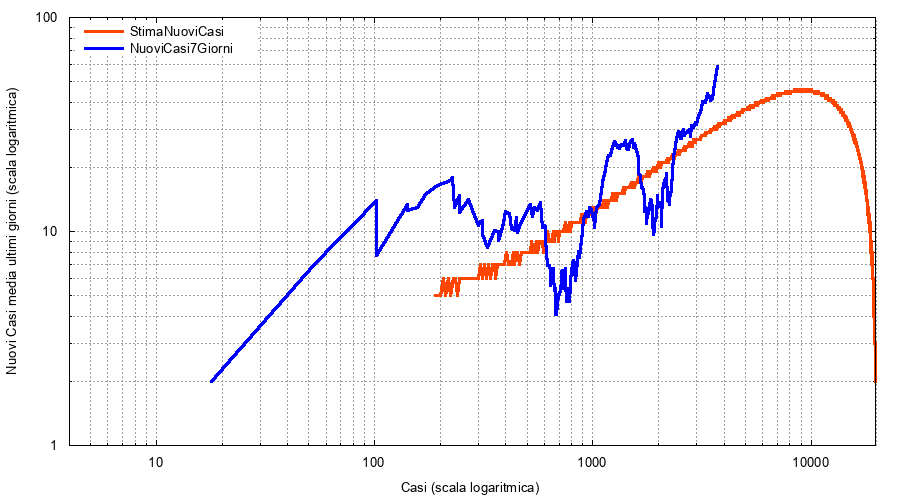 100
StimaNuoviCasi
NuoviCasi7Giorni
Nuovi Casi media ultimi giorni (scala logaritmica)
10
1
10 100 1000 10000
Casi (scala logaritmica)